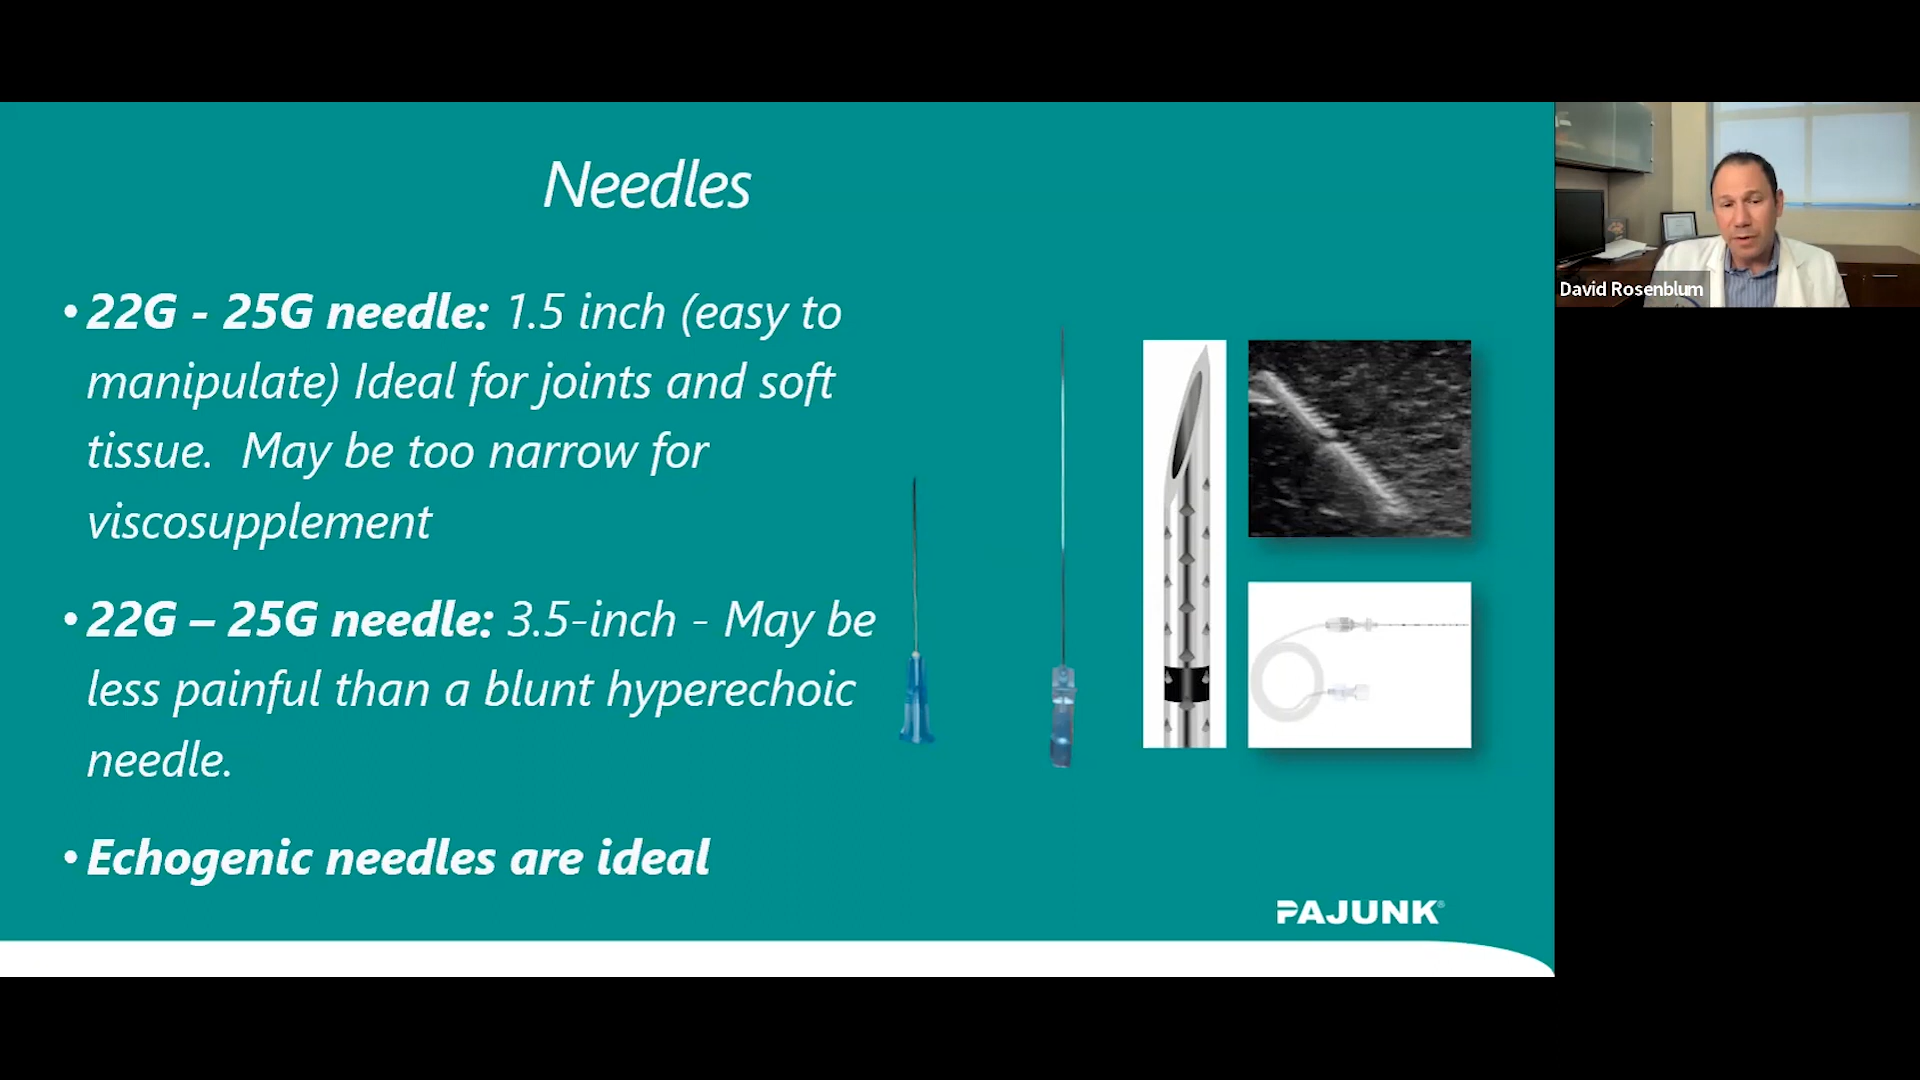 Needles
• 22G - 25G needle: 1.5 inch (easy to
manipulate) Ideal for joints and soft
tissue. May be too narrow for
viscosupplement
• 22G – 25G needle: 3.5-inch - May be
less painful than a blunt hyperechoic
needle.
• Echogenic needles are ideal
PAJUNK®
David Rosenblum